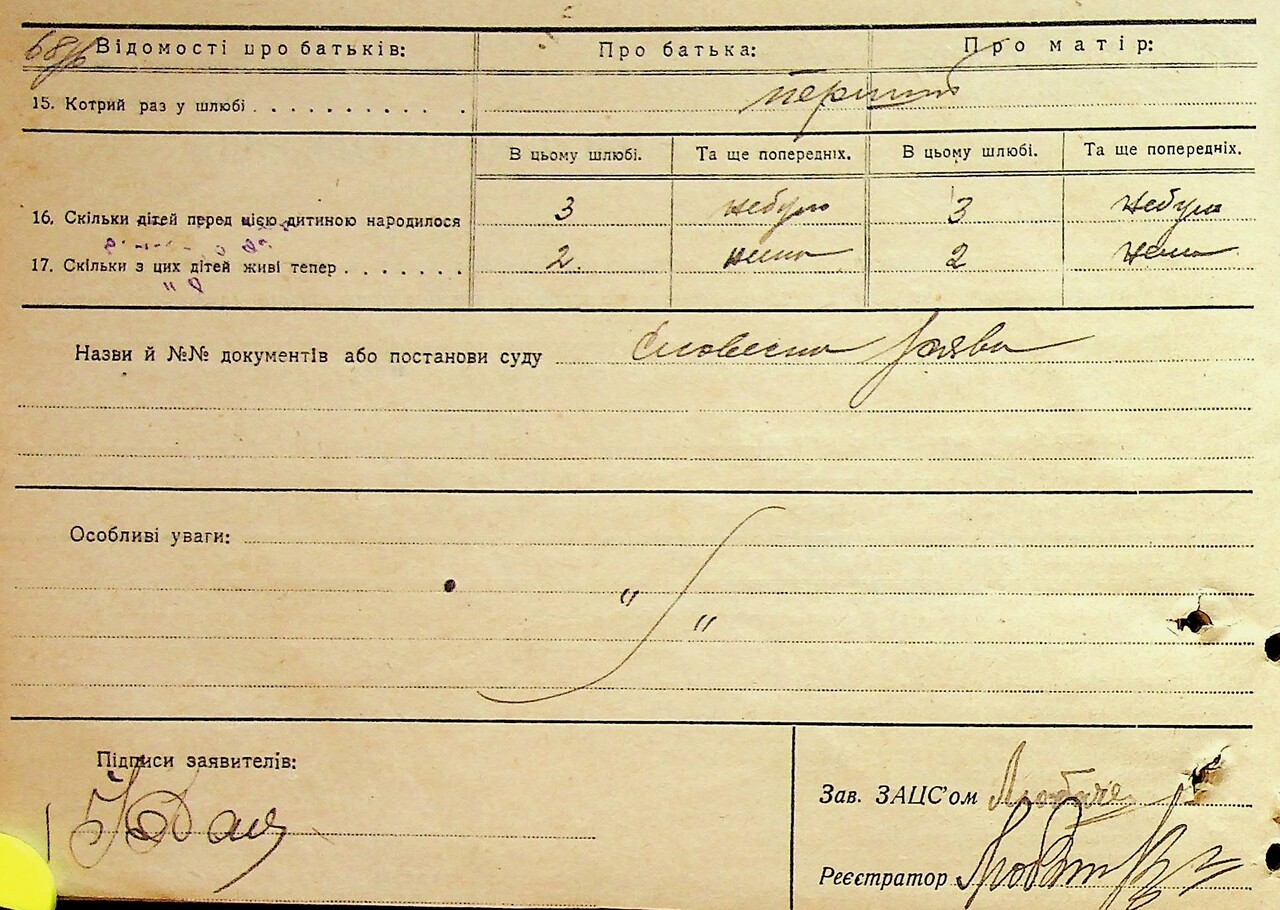 Відомості про батьків: Про батька: Про матір:
15. Котрий раз у шлюбі . . . . . . . . . . . перший
В цьому шлюбі. Та ще попередніх. В цьому шлюбі. Та ще попередніх.
16. Скільки дітей перед цією дитиною народилося 3 небуло 3 небуло
17. Скільки з цих дітей живі тепер . . . . . . . 2 нема 2 нема
Назви й №№ документів або постанови суду Словесна заява
Особливі уваги:
" "
Підписи заявителів:
Зав. ЗАЦС'ом
Реєстратор